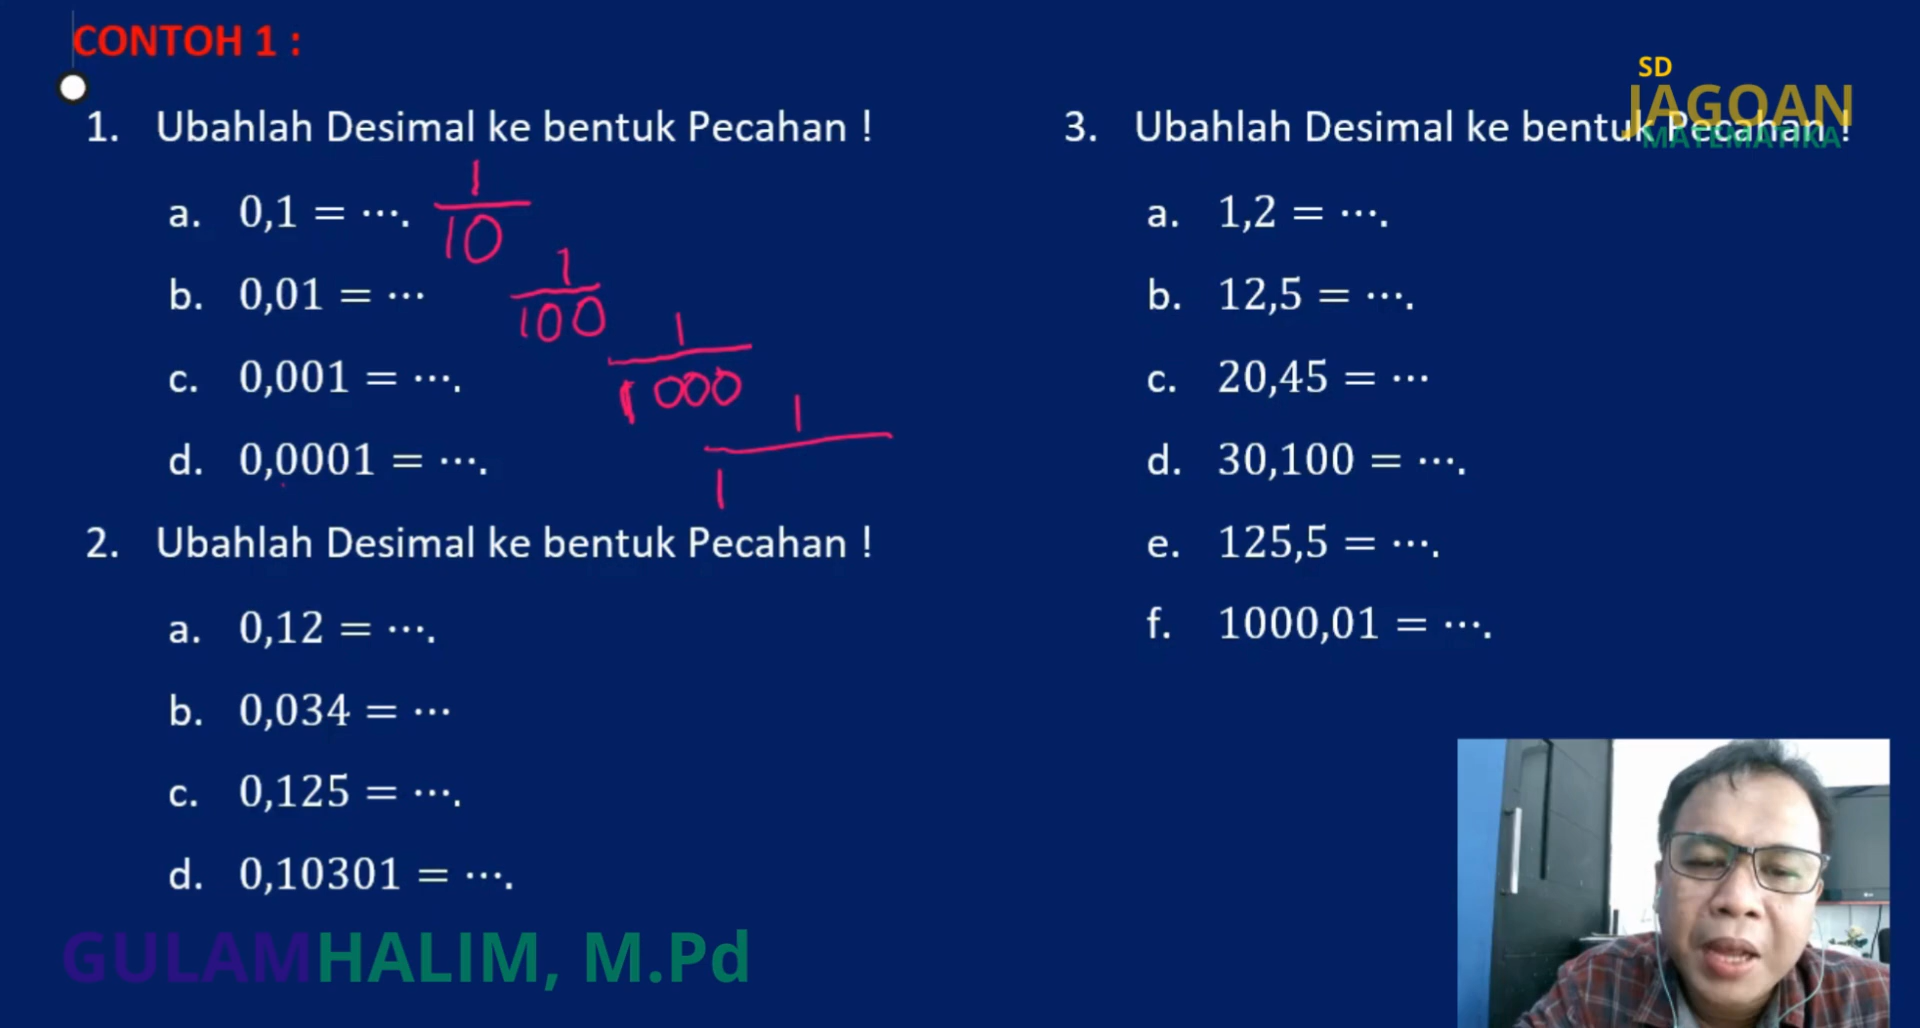 CONTOH 1 :
SD
JAGOAN
MATEMATIKA
1. Ubahlah Desimal ke bentuk Pecahan !
a. 0,1 = ⋯. 1/10
b. 0,01 = ⋯ 1/100
c. 0,001 = ⋯. 1/1000
d. 0,0001 = ⋯. 1/1
2. Ubahlah Desimal ke bentuk Pecahan !
a. 0,12 = ⋯.
b. 0,034 = ⋯
c. 0,125 = ⋯.
d. 0,10301 = ⋯.
3. Ubahlah Desimal ke bentuk Pecahan !
a. 1,2 = ⋯.
b. 12,5 = ⋯.
c. 20,45 = ⋯
d. 30,100 = ⋯.
e. 125,5 = ⋯.
f. 1000,01 = ⋯.
GULAMHALIM, M.Pd